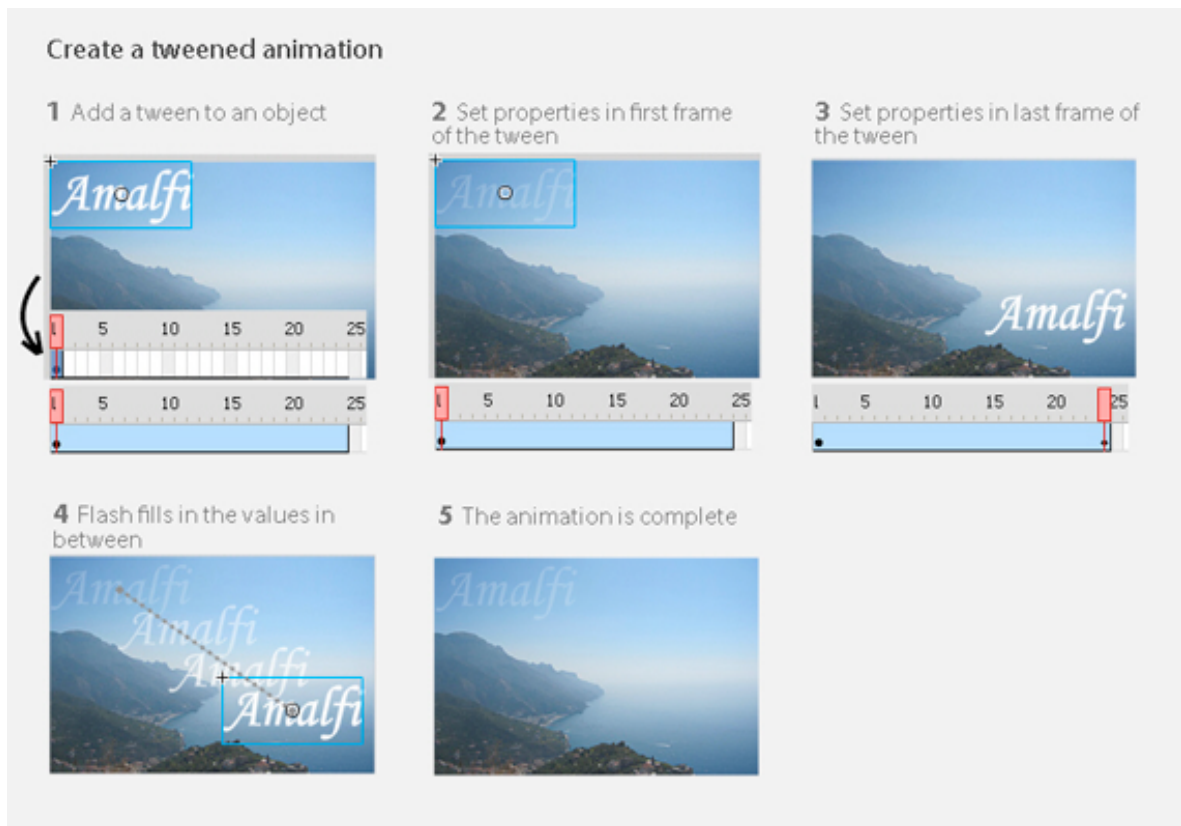 Create a tweened animation
1 Add a tween to an object
2 Set properties in first frame
of the tween
3 Set properties in last frame of
the tween
Amalfi
Amalfi
Amalfi
1 5 10 15 20 25
1 5 10 15 20 25
1 5 10 15 20 25
1 5 10 15 20 25
4 Flash fills in the values in
between
5 The animation is complete
Amalfi
Amalfi
Amalfi
Amalfi
Amalfi